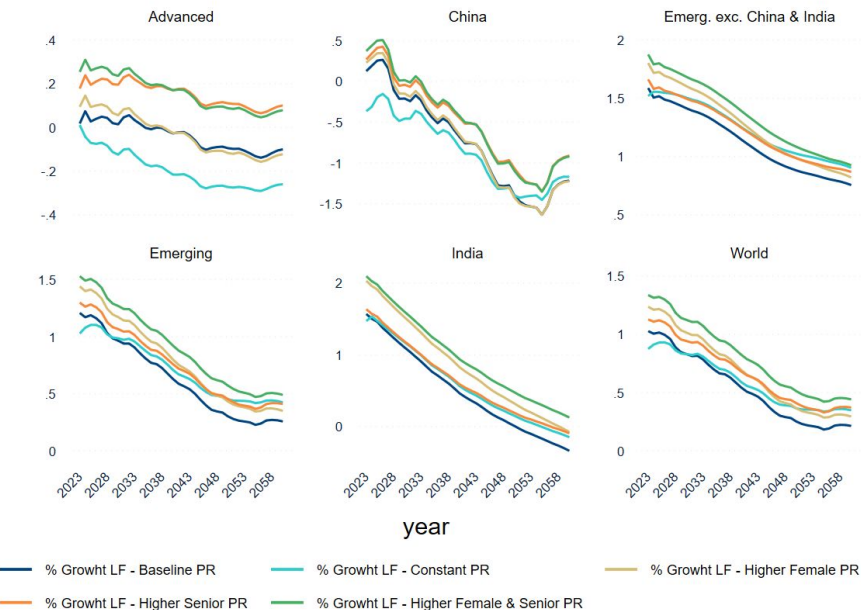 Advanced
China
Emerg. exc. China & India
.4
.2
0
-.2
-.4
.5
0
-.5
-1
-1.5
2
1.5
1
.5
Emerging
India
World
1.5
1
.5
0
2
1
0
1.5
1
.5
0
2023 2028 2033 2038 2043 2048 2053 2058
2023 2028 2033 2038 2043 2048 2053 2058
2023 2028 2033 2038 2043 2048 2053 2058
year
% Growht LF - Baseline PR
% Growht LF - Constant PR
% Growht LF - Higher Female PR
% Growht LF - Higher Senior PR
% Growht LF - Higher Female & Senior PR